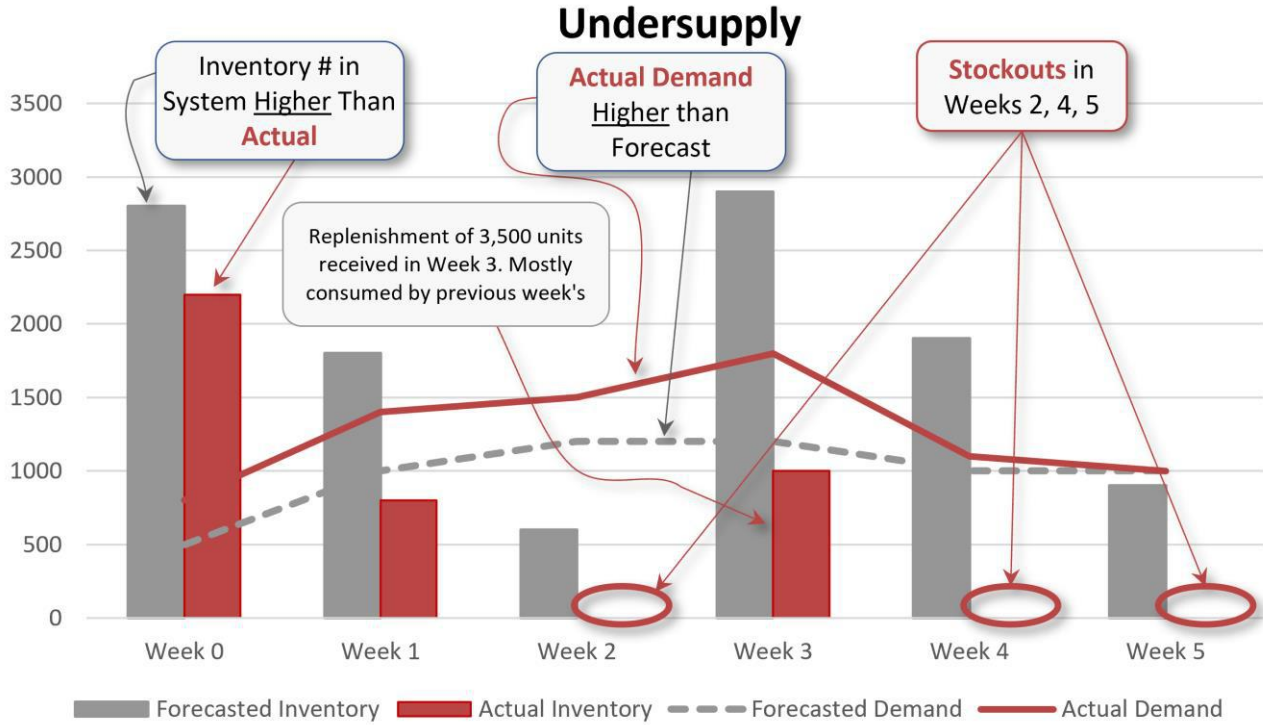 Undersupply
Inventory # in
System Higher Than
Actual
Actual Demand
Higher than
Forecast
Stockouts in
Weeks 2, 4, 5
Replenishment of 3,500 units
received in Week 3. Mostly
consumed by previous week's
3500
3000
2500
2000
1500
1000
500
0
Week 0
Week 1
Week 2
Week 3
Week 4
Week 5
Forecasted Inventory
Actual Inventory
Forecasted Demand
Actual Demand